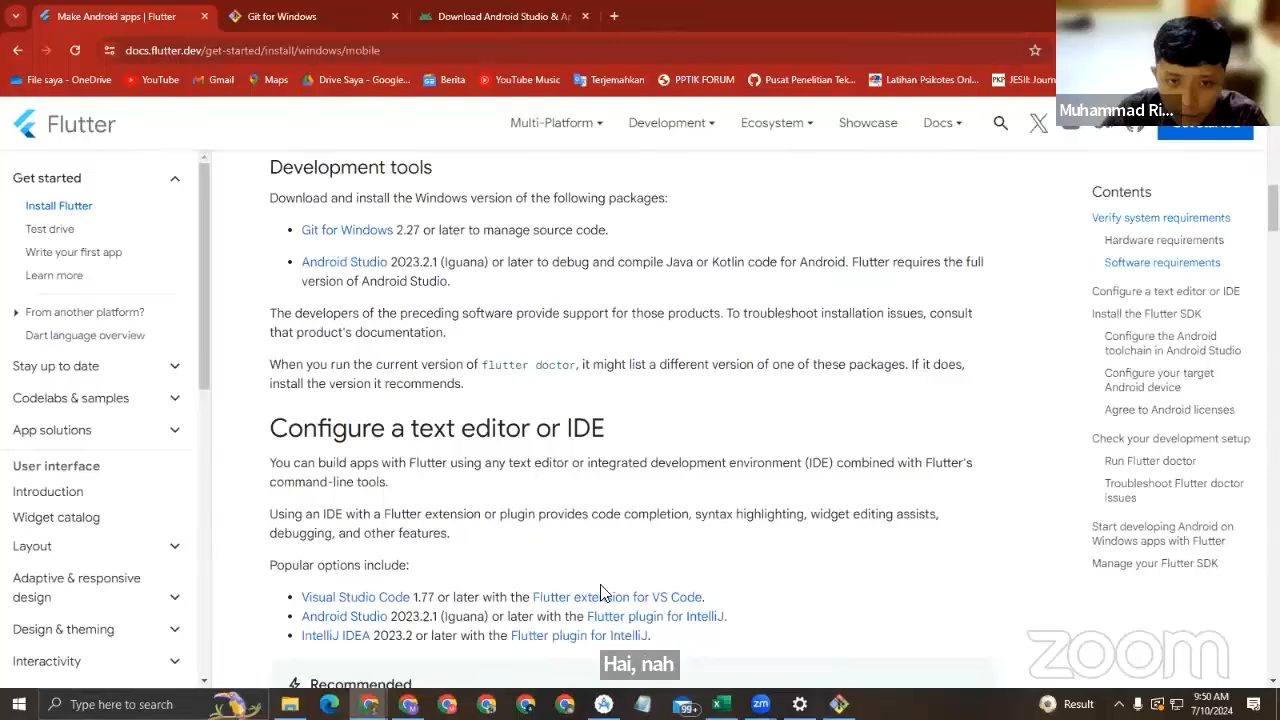 Make Android apps | Flutter
Git for Windows
Download Android Studio & Ap
docs.flutter.dev/get-started/install/windows/mobile
File saya - OneDrive
YouTube
Gmail
Maps
Drive Saya - Google...
Berita
YouTube Music
Terjemahkan
PPTIK FORUM
Pusat Penelitian Tek...
Latihan Psikotes Onl...
JESII: Journ
Muhammad Ri...
Flutter
Multi-Platform
Development
Ecosystem
Showcase
Docs
Get started
Install Flutter
Test drive
Write your first app
Learn more
From another platform?
Dart language overview
Stay up to date
Codelabs & samples
App solutions
User interface
Introduction
Widget catalog
Layout
Adaptive & responsive
design
Design & theming
Interactivity
Development tools
Download and install the Windows version of the following packages:
• Git for Windows 2.27 or later to manage source code.
• Android Studio 2023.2.1 (Iguana) or later to debug and compile Java or Kotlin code for Android. Flutter requires the full
version of Android Studio.
The developers of the preceding software provide support for those products. To troubleshoot installation issues, consult
that product's documentation.
When you run the current version of flutter doctor, it might list a different version of one of these packages. If it does,
install the version it recommends.
Configure a text editor or IDE
You can build apps with Flutter using any text editor or integrated development environment (IDE) combined with Flutter's
command-line tools.
Using an IDE with a Flutter extension or plugin provides code completion, syntax highlighting, widget editing assists,
debugging, and other features.
Popular options include:
• Visual Studio Code 1.77 or later with the Flutter extension for VS Code.
• Android Studio 2023.2.1 (Iguana) or later with the Flutter plugin for IntelliJ.
• IntelliJ IDEA 2023.2 or later with the Flutter plugin for IntelliJ.
Recommended
Contents
Verify system requirements
Hardware requirements
Software requirements
Configure a text editor or IDE
Install the Flutter SDK
Configure the Android
toolchain in Android Studio
Configure your target
Android device
Agree to Android licenses
Check your development setup
Run Flutter doctor
Troubleshoot Flutter doctor
issues
Start developing Android on
Windows apps with Flutter
Manage your Flutter SDK
Hai, nah
zoom
Type here to search
99+
zm
Result
9:50 AM
7/10/2024